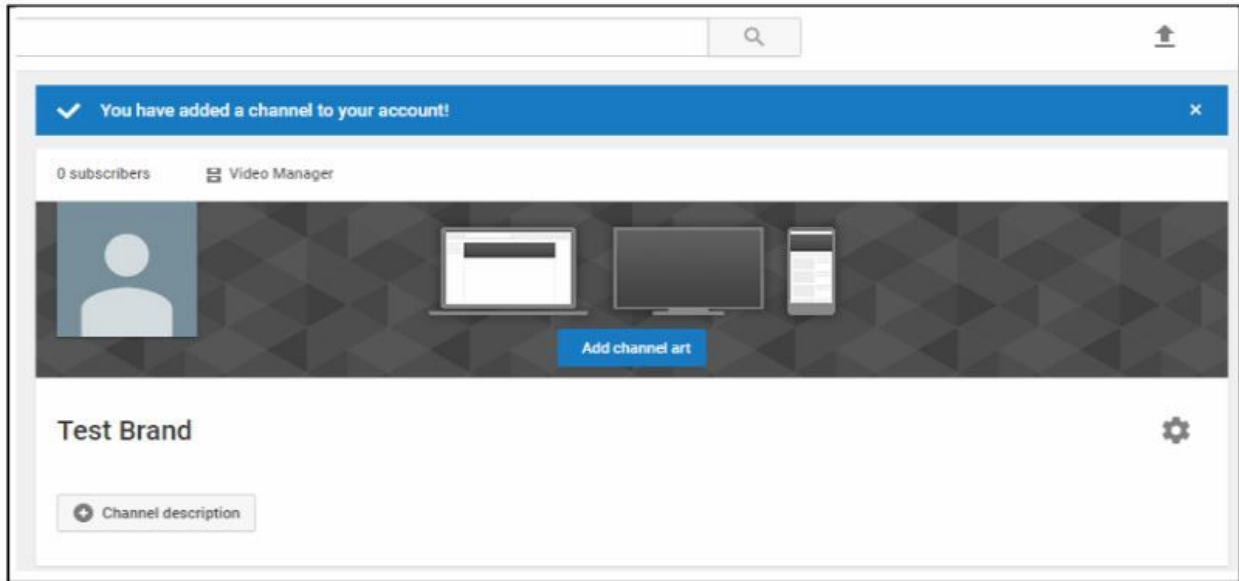 You have added a channel to your account!
0 subscribers Video Manager
Add channel art
Test Brand
Channel description